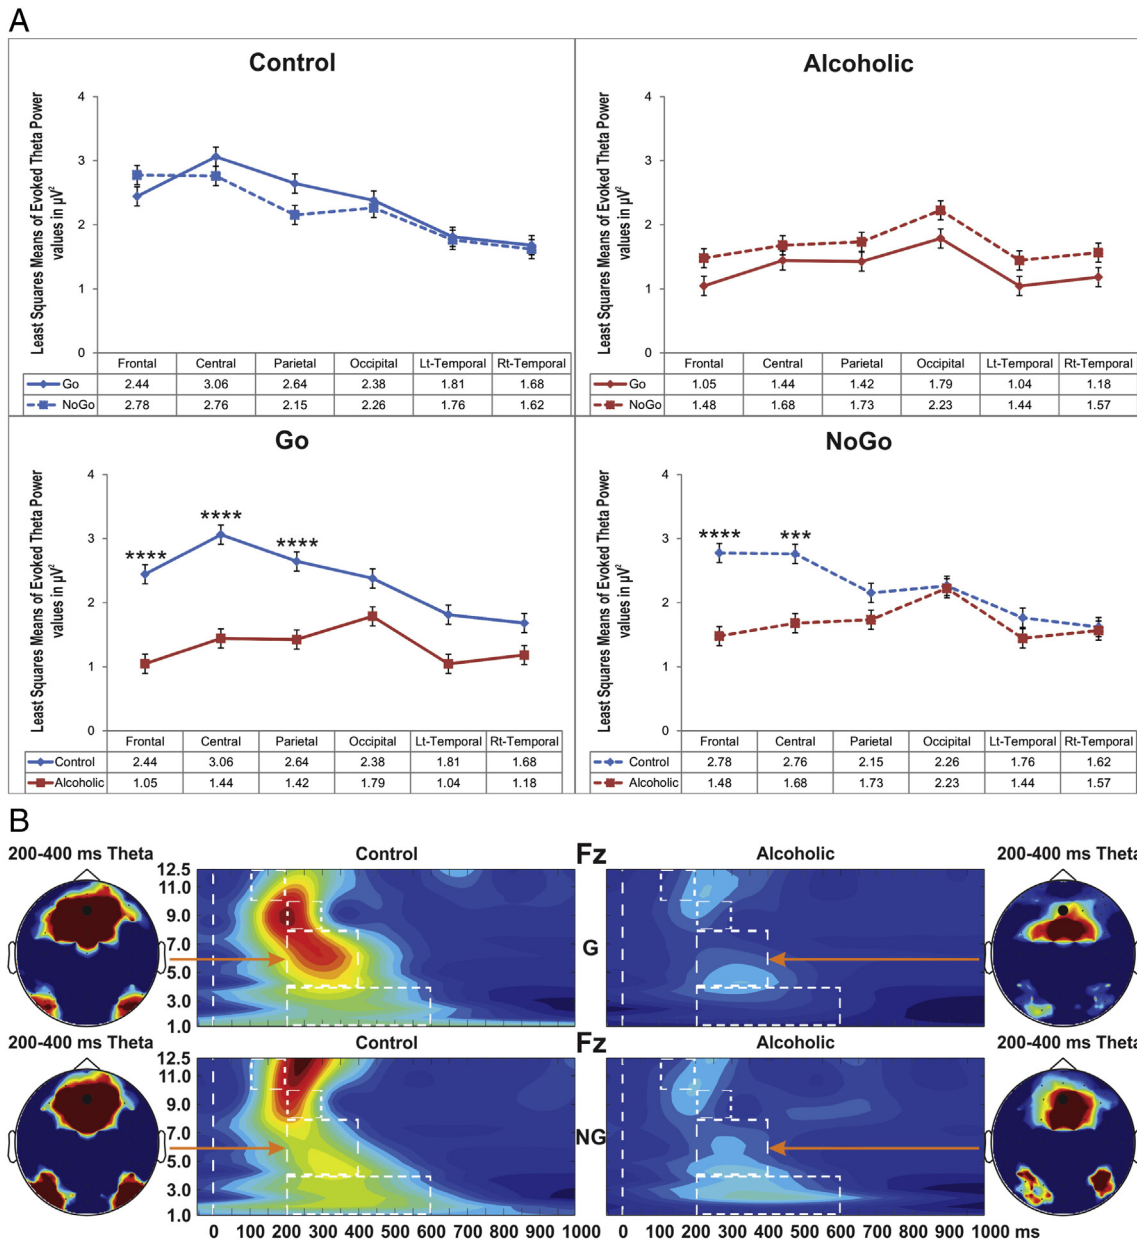 A
Control
Least Squares Means of Evoked Theta Power
values in µV²
4
3
2
1
0
Frontal Central Parietal Occipital Lt-Temporal Rt-Temporal
Go 2.44 3.06 2.64 2.38 1.81 1.68
NoGo 2.78 2.76 2.15 2.26 1.76 1.62
Alcoholic
Least Squares Means of Evoked Theta Power
values in µV²
4
3
2
1
0
Frontal Central Parietal Occipital Lt-Temporal Rt-Temporal
Go 1.05 1.44 1.42 1.79 1.04 1.18
NoGo 1.48 1.68 1.73 2.23 1.44 1.57
Go
Least Squares Means of Evoked Theta Power
values in µV²
4
3
2
1
0
**** **** ****
Frontal Central Parietal Occipital Lt-Temporal Rt-Temporal
Control 2.44 3.06 2.64 2.38 1.81 1.68
Alcoholic 1.05 1.44 1.42 1.79 1.04 1.18
NoGo
Least Squares Means of Evoked Theta Power
values in µV²
4
3
2
1
0
**** ***
Frontal Central Parietal Occipital Lt-Temporal Rt-Temporal
Control 2.78 2.76 2.15 2.26 1.76 1.62
Alcoholic 1.48 1.68 1.73 2.23 1.44 1.57
B
200-400 ms Theta Control Fz Alcoholic 200-400 ms Theta
12.5
11.0
9.0
7.0
5.0
3.0
1.0
G
200-400 ms Theta Control Fz Alcoholic 200-400 ms Theta
12.5
11.0
9.0
7.0
5.0
3.0
1.0
NG
0 100 200 300 400 500 600 700 800 900 1000 0 100 200 300 400 500 600 700 800 900 1000 ms